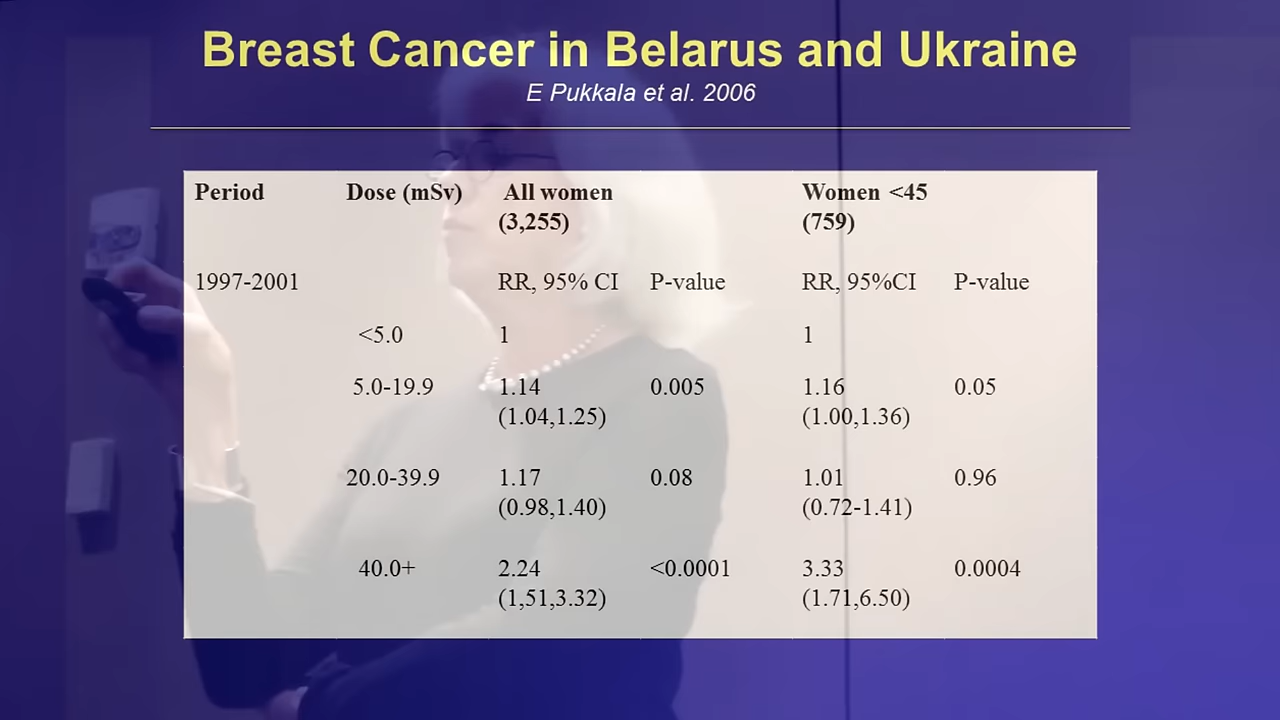 Breast Cancer in Belarus and Ukraine
E Pukkala et al. 2006
Period Dose (mSv) All women Women <45
(3,255) (759)
1997-2001 RR, 95% CI P-value RR, 95%CI P-value
<5.0 1 1
5.0-19.9 1.14 0.005 1.16 0.05
(1.04,1.25) (1.00,1.36)
20.0-39.9 1.17 0.08 1.01 0.96
(0.98,1.40) (0.72-1.41)
40.0+ 2.24 <0.0001 3.33 0.0004
(1,51,3.32) (1.71,6.50)